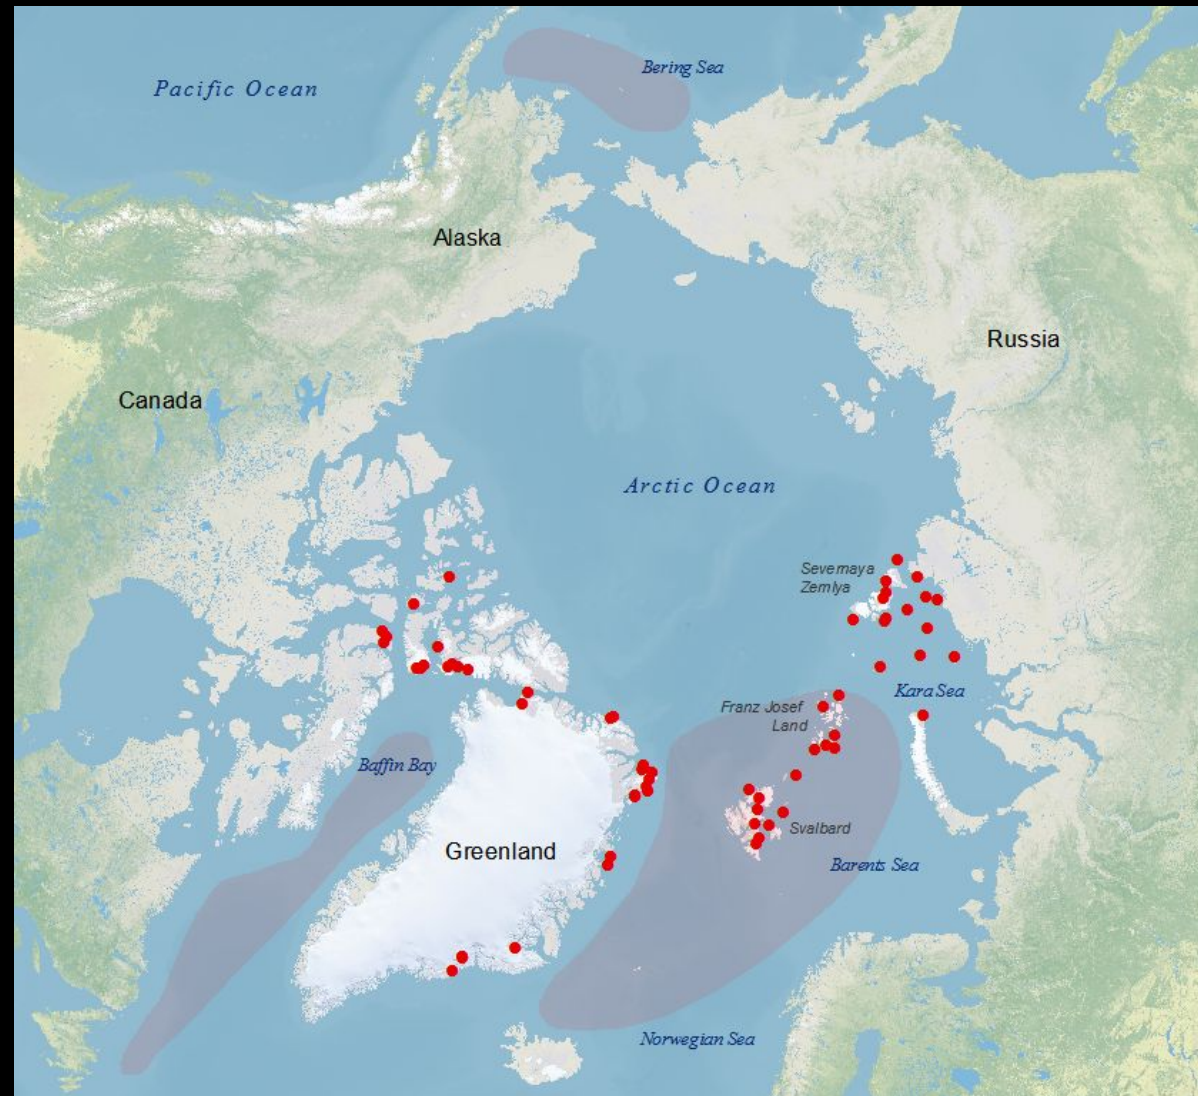 Bering Sea
Pacific Ocean
Alaska
Russia
Canada
Arctic Ocean
Severnaya
Zemlya
Kara Sea
Franz Josef
Land
Baffin Bay
Svalbard
Greenland
Barents Sea
Norwegian Sea